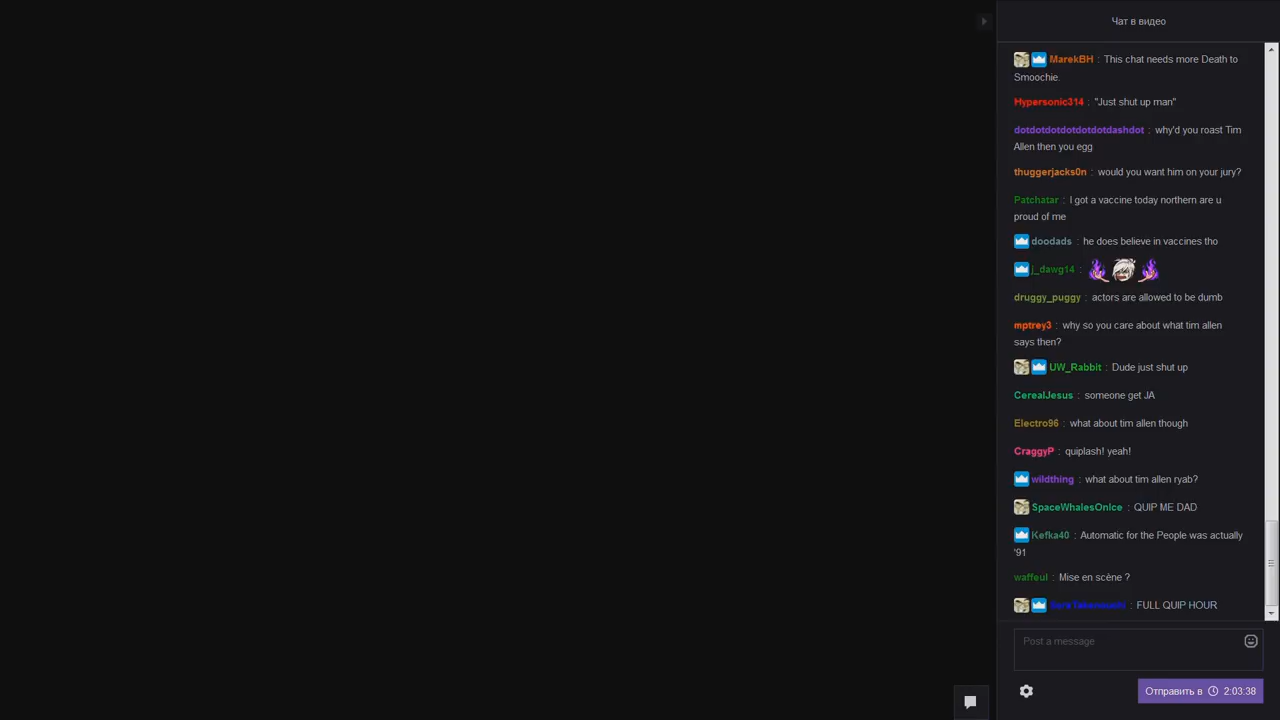 Чат в видео
MarekBH : This chat needs more Death to
Smoochie.
Hypersonic314 : "Just shut up man"
dotdotdotdotdotdotdashdot : why'd you roast Tim
Allen then you egg
thuggerjacks0n : would you want him on your jury?
Patchatar : I got a vaccine today northern are u
proud of me
doodads : he does believe in vaccines tho
j_dawg14 :
druggy_puggy : actors are allowed to be dumb
mptrey3 : why so you care about what tim allen
says then?
UW_Rabbit : Dude just shut up
CerealJesus : someone get JA
Electro96 : what about tim allen though
CraggyP : quiplash! yeah!
wildthing : what about tim allen ryab?
SpaceWhalesOnIce : QUIP ME DAD
Kefka40 : Automatic for the People was actually
'91
waffeul : Mise en scène ?
: FULL QUIP HOUR
Post a message
Отправить в 2:03:38